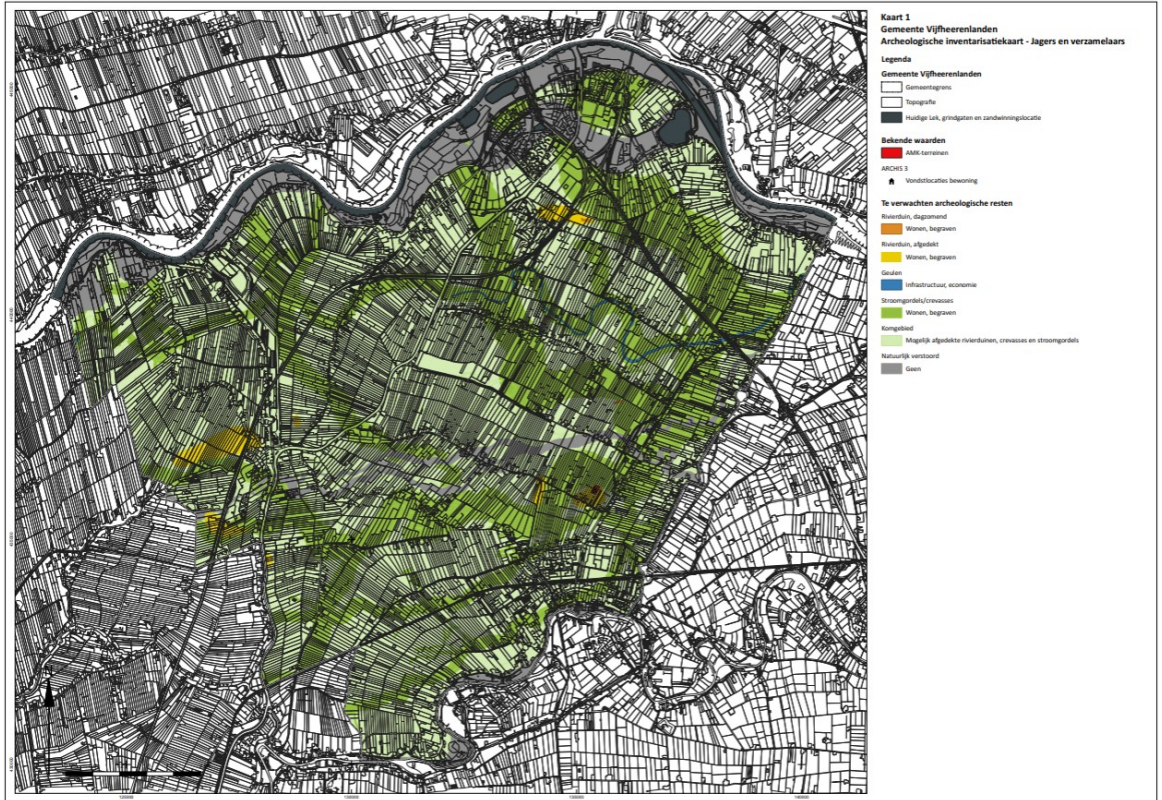 Kaart 1
Gemeente Vijfheerenlanden
Archeologische inventarisatiekaart - Jagers en verzamelaars
Legenda
Gemeente Vijfheerenlanden
Gemeentegrens
Topografie
Huidige Lek, grindgaten en zandwinningslocatie
Bekende waarden
AMK-terreinen
ARCHIS 3
Vondstlocaties bewoning
Te verwachten archeologische resten
Rivierduin, dagzomend
Wonen, begraven
Rivierduin, afgedekt
Wonen, begraven
Geulen
Infrastructuur, economie
Stroomgordels/crevasses
Wonen, begraven
Komgebied
Mogelijk afgedekte rivierduinen, crevasses en stroomgordels
Natuurlijk verstoord
Geen